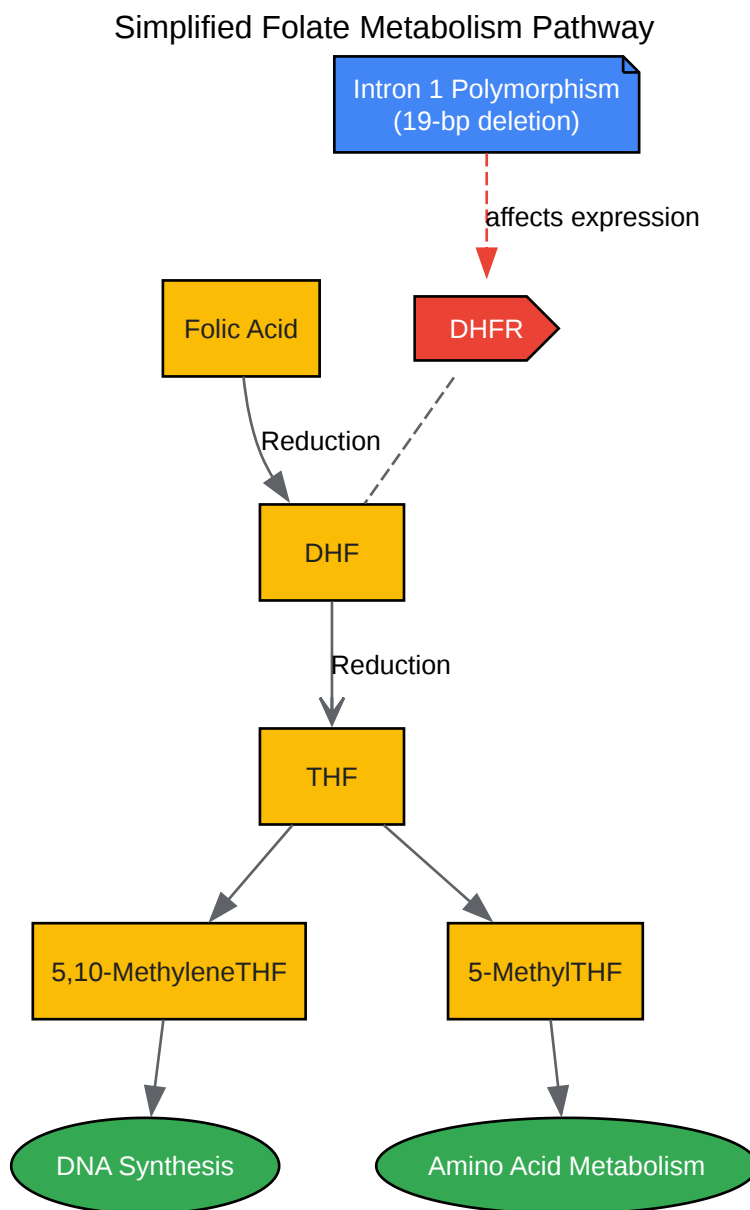 Simplified Folate Metabolism Pathway
Intron 1 Polymorphism
(19-bp deletion)
affects expression
Folic Acid
DHFR
Reduction
DHF
Reduction
THF
5,10-MethyleneTHF
5-MethylTHF
DNA Synthesis
Amino Acid Metabolism